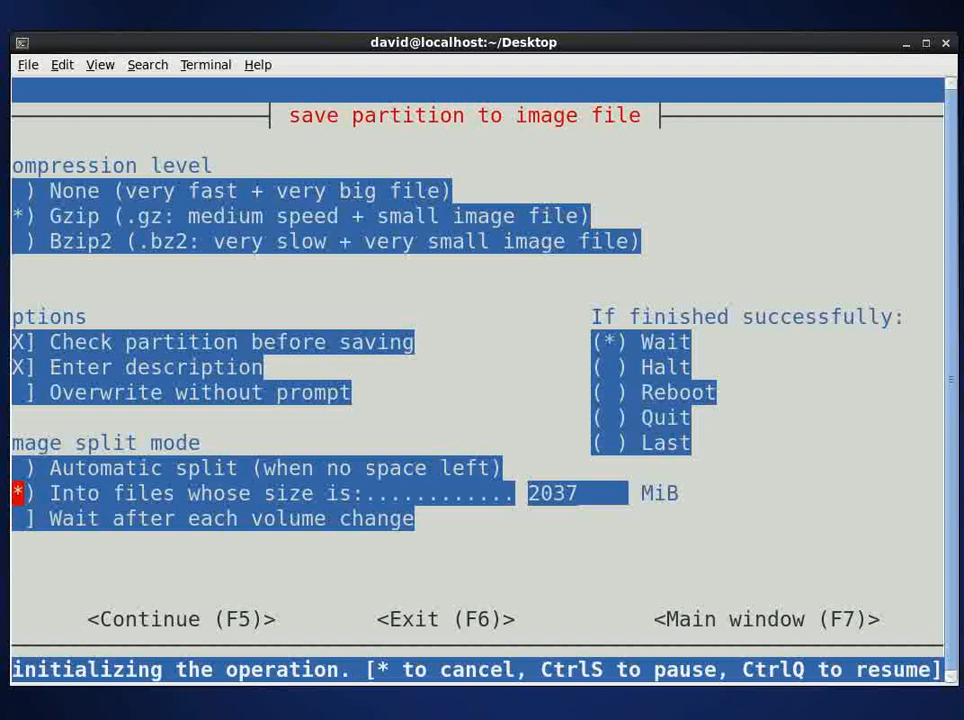 david@localhost:~/Desktop
File Edit View Search Terminal Help
save partition to image file
ompression level
) None (very fast + very big file)
*) Gzip (.gz: medium speed + small image file)
) Bzip2 (.bz2: very slow + very small image file)
ptions If finished successfully:
X] Check partition before saving (*) Wait
X] Enter description ( ) Halt
] Overwrite without prompt ( ) Reboot
( ) Quit
mage split mode ( ) Last
) Automatic split (when no space left)
*) Into files whose size is:............ 2037 MiB
] Wait after each volume change
<Continue (F5)> <Exit (F6)> <Main window (F7)>
initializing the operation. [* to cancel, CtrlS to pause, CtrlQ to resume]